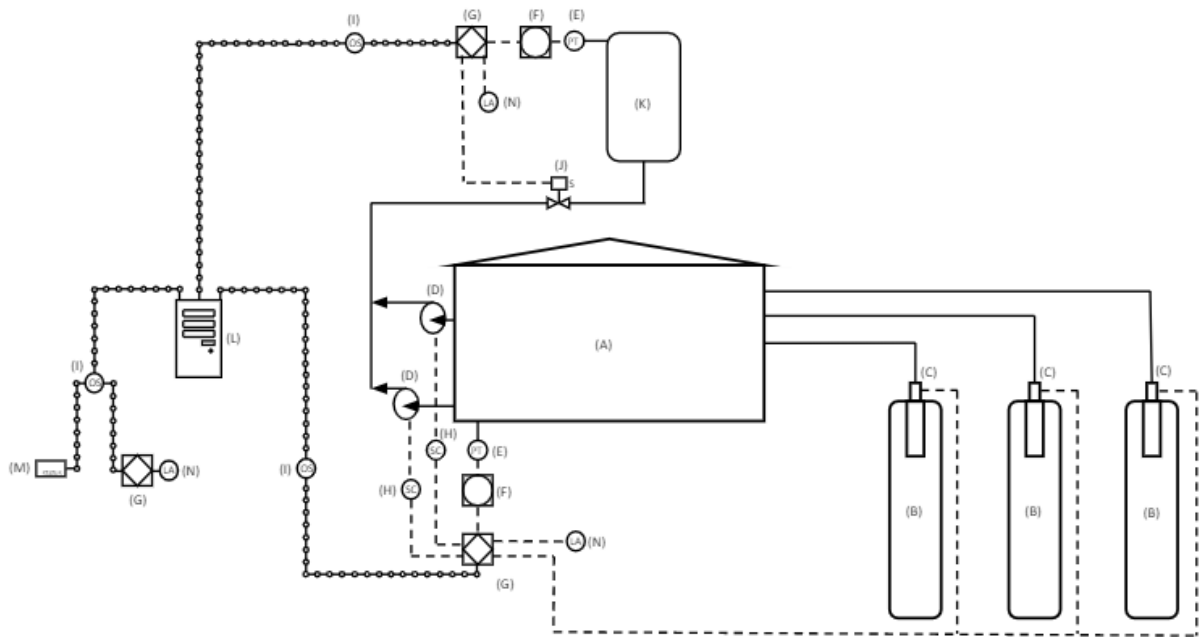 (I) (G) (F) (E)
OS PT
LA (N) (K)
(J)
S
(D)
(I) (L) (A)
OS (D) (C) (C) (C)
(H)
SC PT (E)
(M) LA (N) (I) OS (H) SC (F)
(G) (B) (B) (B)
LA (N)
(G)